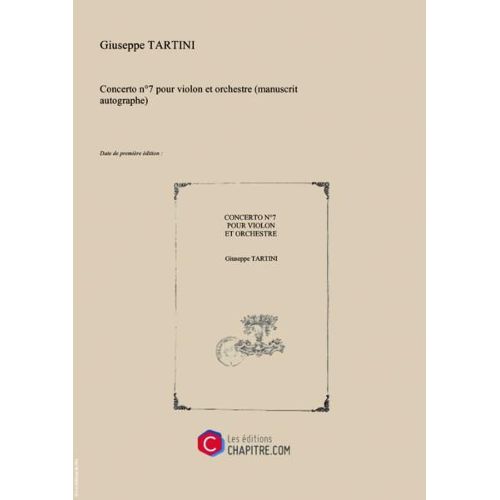 Giuseppe TARTINI
Concerto n°7 pour violon et orchestre (manuscrit
autographe)
Date de première édition :
CONCERTO N°7
POUR VIOLON
ET ORCHESTRE
Giuseppe TARTINI
Les éditions
CHAPITRE.COM